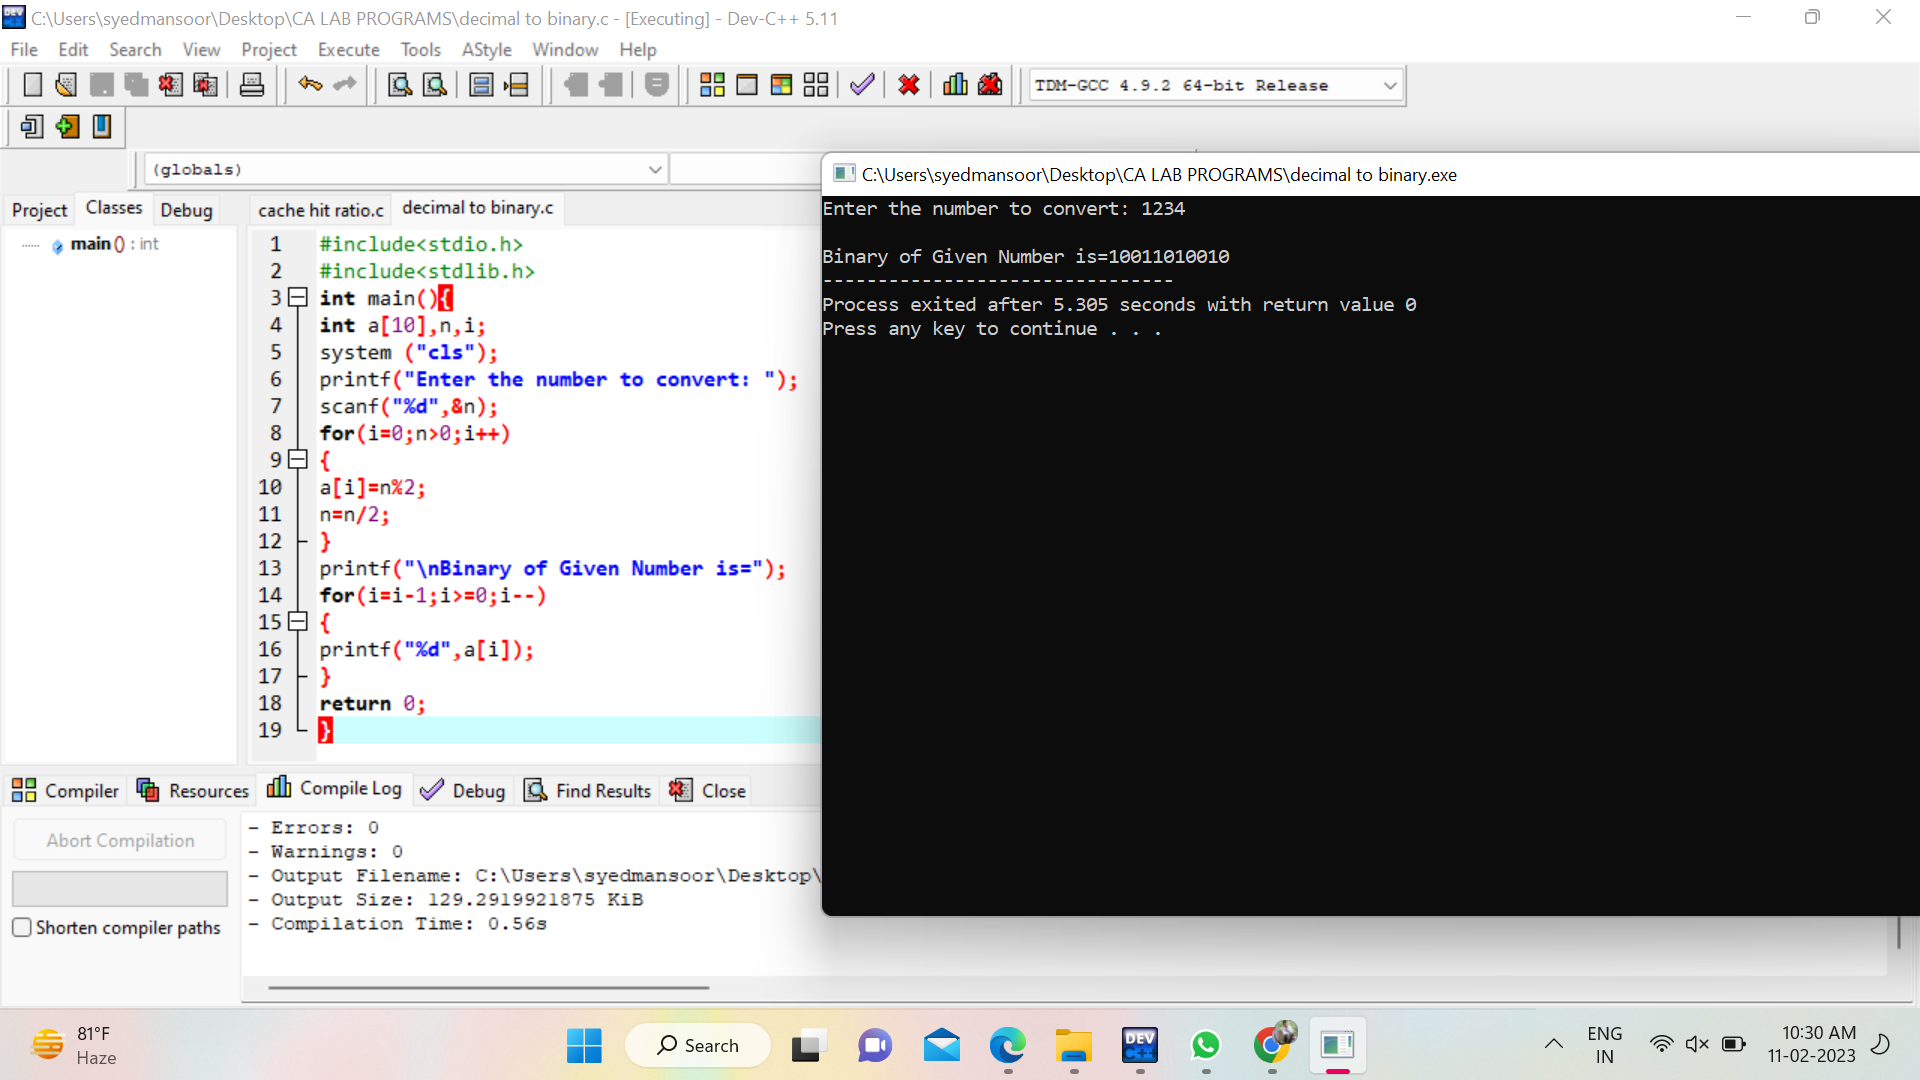 C:\Users\syedmansoor\Desktop\CA LAB PROGRAMS\decimal to binary.c - [Executing] - Dev-C++ 5.11
File Edit Search View Project Execute Tools AStyle Window Help
TDM-GCC 4.9.2 64-bit Release
(globals)
Project Classes Debug
cache hit ratio.c decimal to binary.c
main () : int
1 #include<stdio.h>
2 #include<stdlib.h>
3 int main(){
4 int a[10],n,i;
5 system ("cls");
6 printf("Enter the number to convert: ");
7 scanf("%d",&n);
8 for(i=0;n>0;i++)
9 {
10 a[i]=n%2;
11 n=n/2;
12 }
13 printf("\nBinary of Given Number is=");
14 for(i=i-1;i>=0;i--)
15 {
16 printf("%d",a[i]);
17 }
18 return 0;
19 }
C:\Users\syedmansoor\Desktop\CA LAB PROGRAMS\decimal to binary.exe
Enter the number to convert: 1234
Binary of Given Number is=10011010010
--------------------------------
Process exited after 5.305 seconds with return value 0
Press any key to continue . . .
Compiler Resources Compile Log Debug Find Results Close
Abort Compilation
Shorten compiler paths
- Errors: 0
- Warnings: 0
- Output Filename: C:\Users\syedmansoor\Desktop\
- Output Size: 129.2919921875 KiB
- Compilation Time: 0.56s
81°F
Haze
Search
DEV
C++
ENG
IN
10:30 AM
11-02-2023